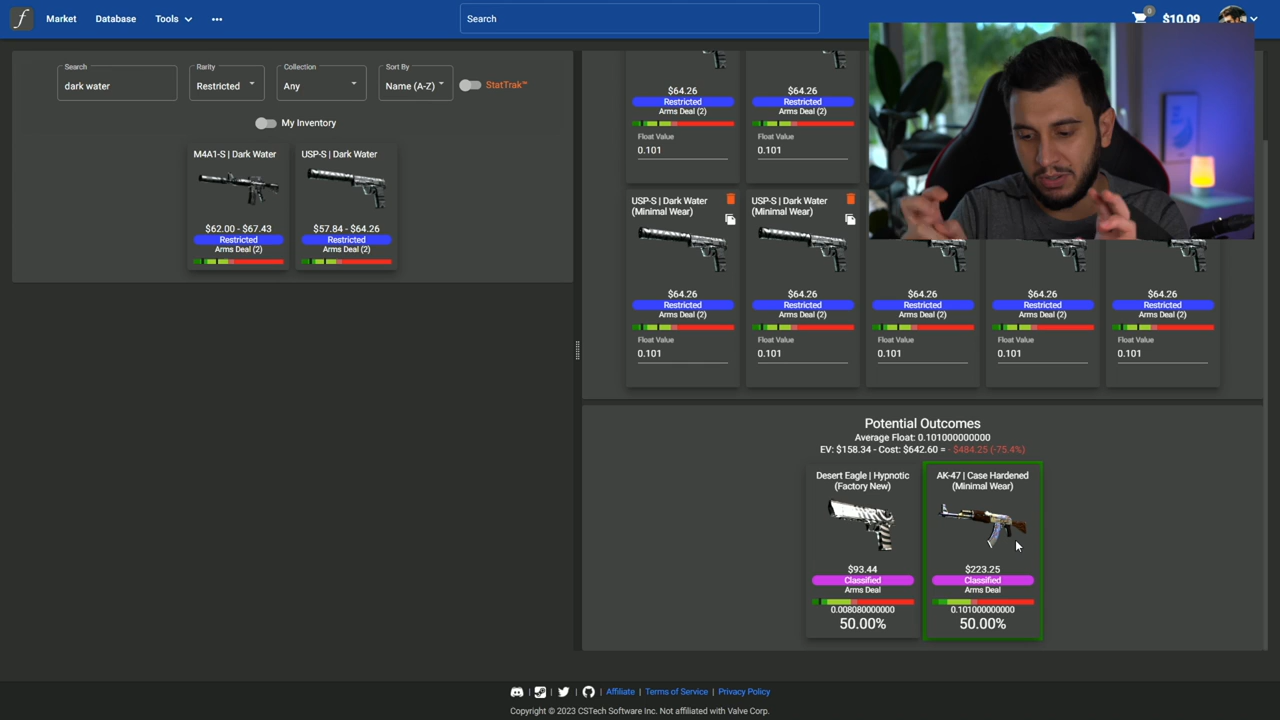 f Market Database Tools ••• Search 0 $10.09
Search
dark water
Rarity
Restricted
Collection
Any
Sort By
Name (A-Z)
StatTrak™
My Inventory
M4A1-S | Dark Water
$62.00 - $67.43
Restricted
Arms Deal (2)
USP-S | Dark Water
$57.84 - $64.26
Restricted
Arms Deal (2)
$64.26
Restricted
Arms Deal (2)
Float Value
0.101
$64.26
Restricted
Arms Deal (2)
Float Value
0.101
USP-S | Dark Water
(Minimal Wear)
$64.26
Restricted
Arms Deal (2)
Float Value
0.101
USP-S | Dark Water
(Minimal Wear)
$64.26
Restricted
Arms Deal (2)
Float Value
0.101
$64.26
Restricted
Arms Deal (2)
Float Value
0.101
$64.26
Restricted
Arms Deal (2)
Float Value
0.101
$64.26
Restricted
Arms Deal (2)
Float Value
0.101
Potential Outcomes
Average Float: 0.101000000000
EV: $158.34 - Cost: $642.60 = - $484.25 (-75.4%)
Desert Eagle | Hypnotic
(Factory New)
$93.44
Classified
Arms Deal
0.008080000000
50.00%
AK-47 | Case Hardened
(Minimal Wear)
$223.25
Classified
Arms Deal
0.101000000000
50.00%
| | | | Affiliate | Terms of Service | Privacy Policy
Copyright © 2023 CSTech Software Inc. Not affiliated with Valve Corp.